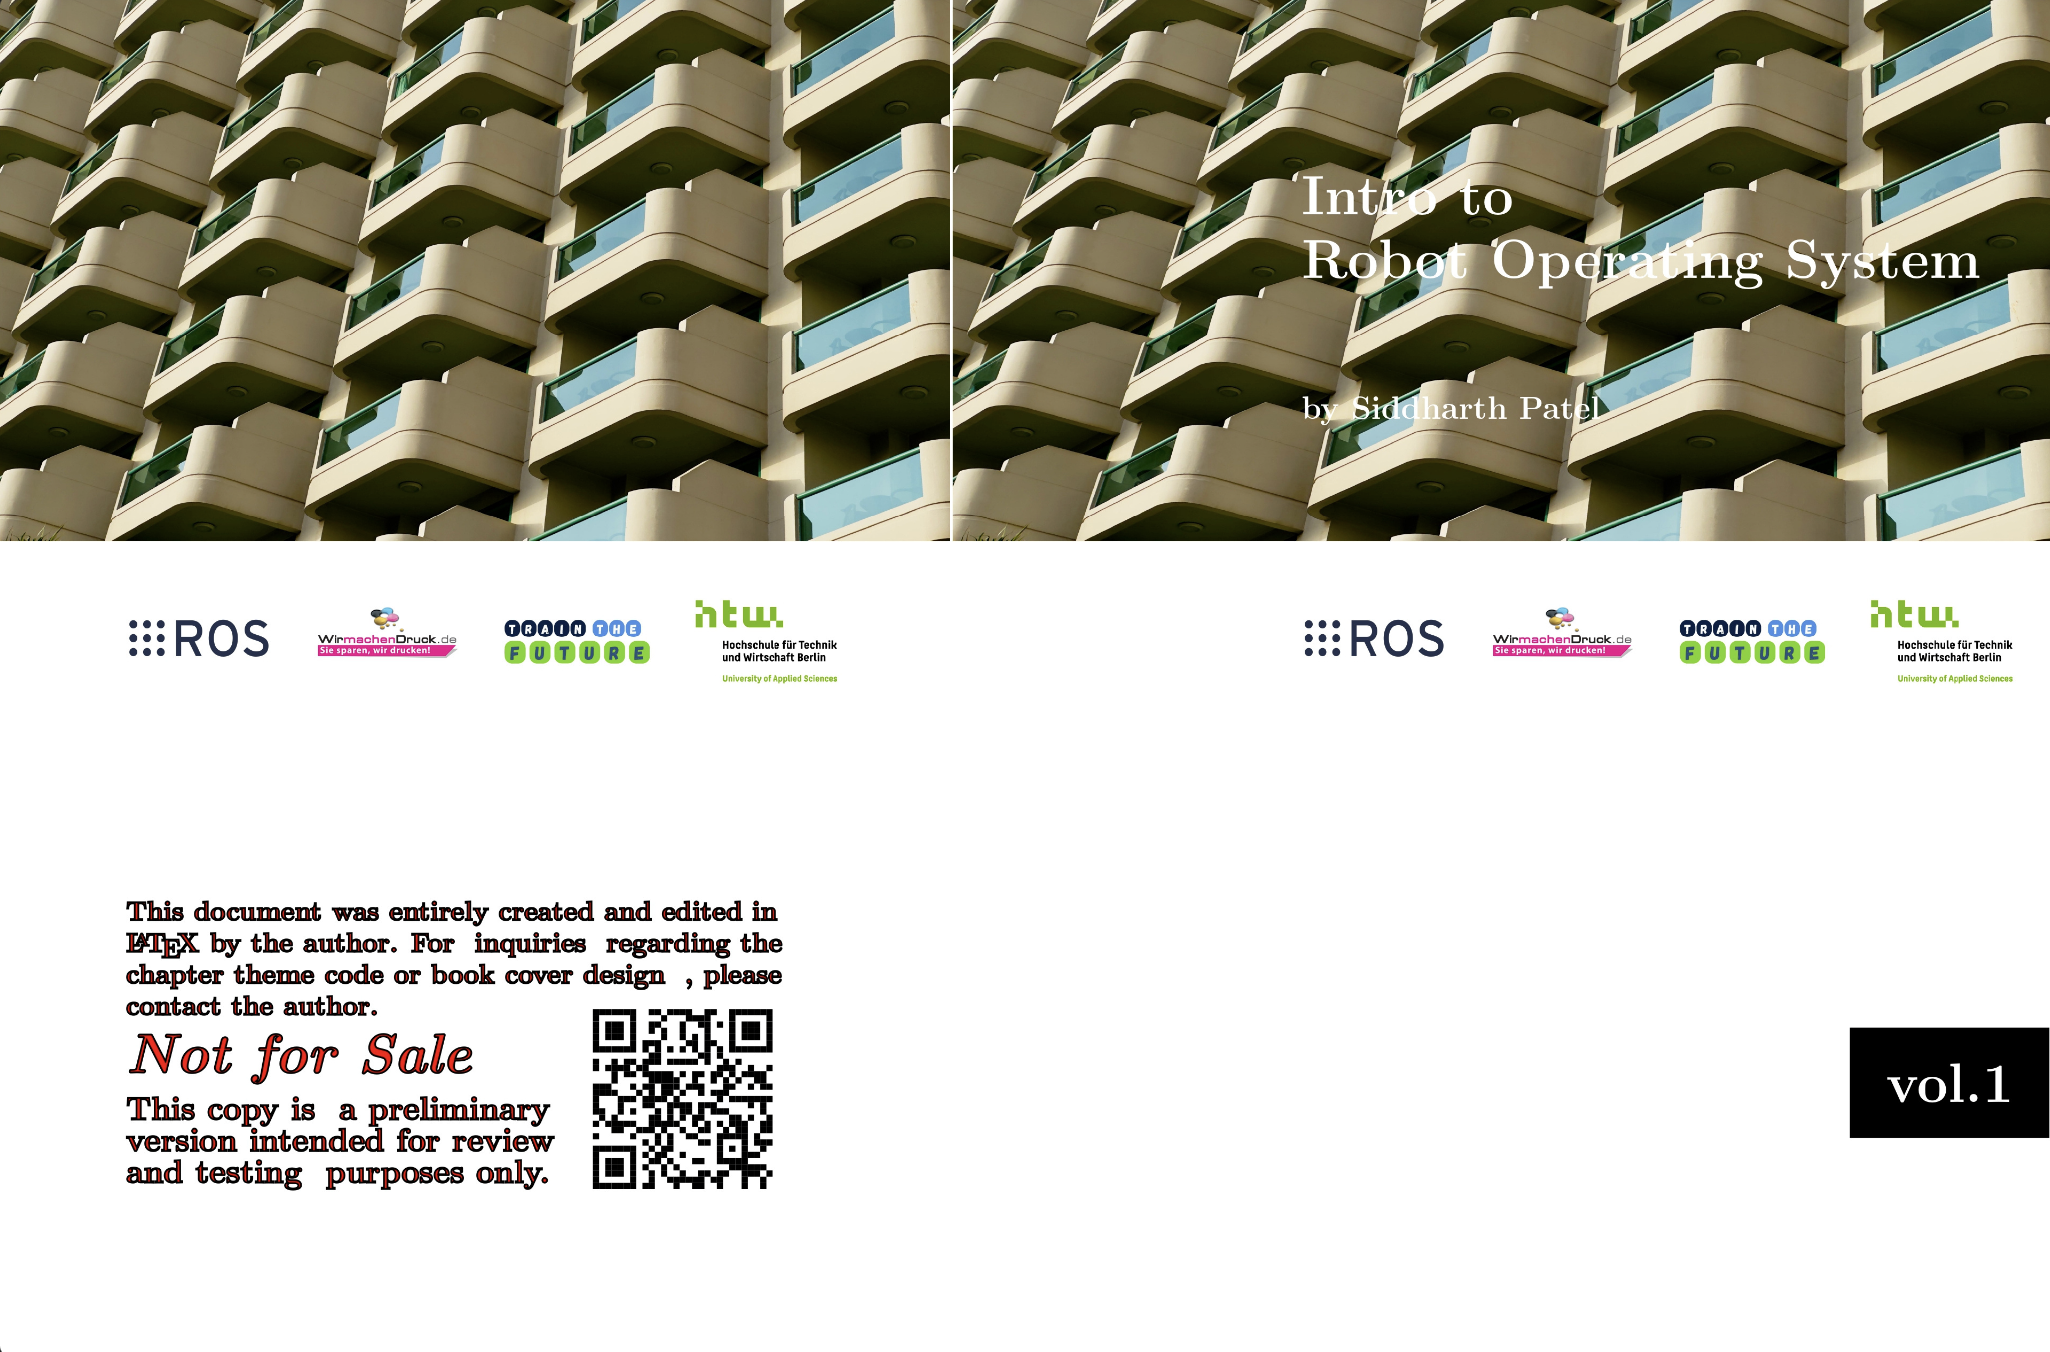 Intro to
Robot Operating System
by Siddharth Patel
ROS
WirmachenDruck.de
Sie sparen, wir drucken!
TRAIN THE
FUTURE
htw.
Hochschule für Technik
und Wirtschaft Berlin
University of Applied Sciences
ROS
WirmachenDruck.de
Sie sparen, wir drucken!
TRAIN THE
FUTURE
htw.
Hochschule für Technik
und Wirtschaft Berlin
University of Applied Sciences
This document was entirely created and edited in
LATEX by the author. For inquiries regarding the
chapter theme code or book cover design , please
contact the author.
Not for Sale
This copy is a preliminary
version intended for review
and testing purposes only.
vol.1